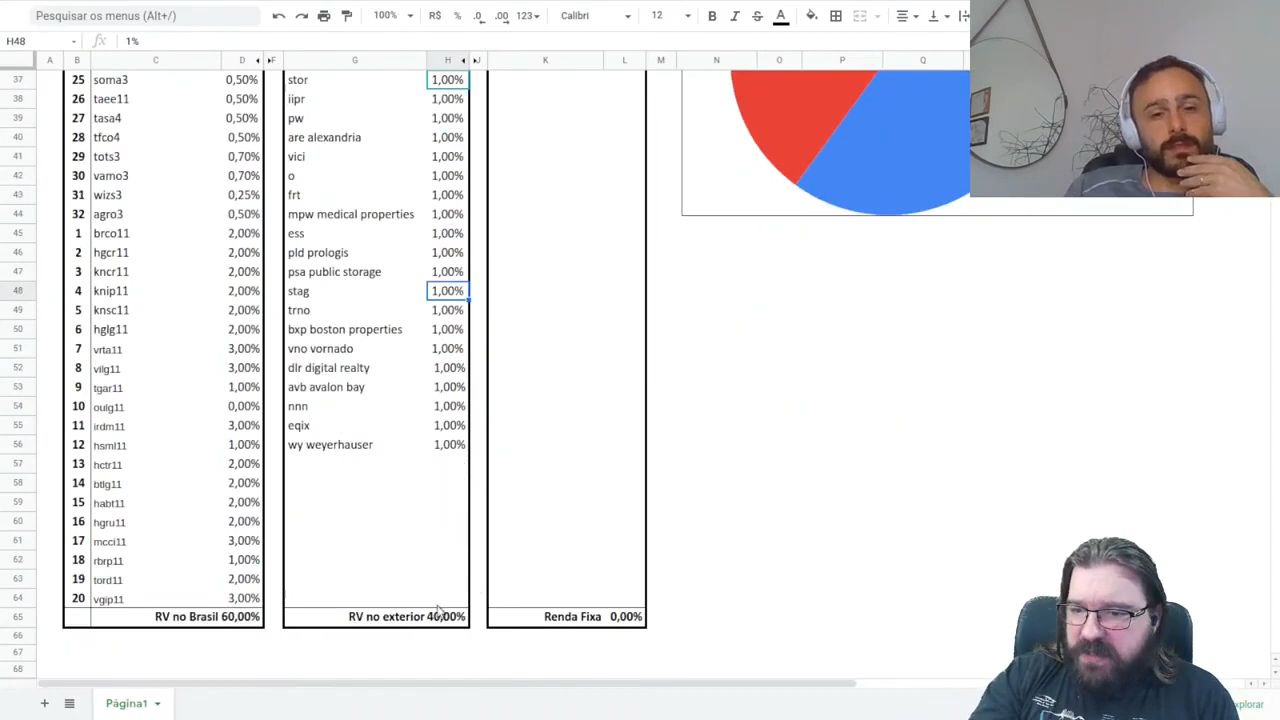 Pesquisar os menus (Alt+/)
100% R$ % .0 .00 123 Calibri 12 B I S A
H48 fx 1%
A B C D F G H J K L M N O P Q
37 25 soma3 0,50% stor 1,00%
38 26 taee11 0,50% iipr 1,00%
39 27 tasa4 0,50% pw 1,00%
40 28 tfco4 0,50% are alexandria 1,00%
41 29 tots3 0,70% vici 1,00%
42 30 vamo3 0,70% o 1,00%
43 31 wizs3 0,25% frt 1,00%
44 32 agro3 0,50% mpw medical properties 1,00%
45 1 brco11 2,00% ess 1,00%
46 2 hgcr11 2,00% pld prologis 1,00%
47 3 kncr11 2,00% psa public storage 1,00%
48 4 knip11 2,00% stag 1,00%
49 5 knsc11 2,00% trno 1,00%
50 6 hglg11 2,00% bxp boston properties 1,00%
51 7 vrta11 3,00% vno vornado 1,00%
52 8 vilg11 3,00% dlr digital realty 1,00%
53 9 tgar11 1,00% avb avalon bay 1,00%
54 10 oulg11 0,00% nnn 1,00%
55 11 irdm11 3,00% eqix 1,00%
56 12 hsml11 1,00% wy weyerhauser 1,00%
57 13 hctr11 2,00%
58 14 btlg11 2,00%
59 15 habt11 2,00%
60 16 hgru11 2,00%
61 17 mcci11 3,00%
62 18 rbrp11 1,00%
63 19 tord11 2,00%
64 20 vgip11 3,00%
65 RV no Brasil 60,00% RV no exterior 40,00% Renda Fixa 0,00%
66
67
68
Página1
xplorar